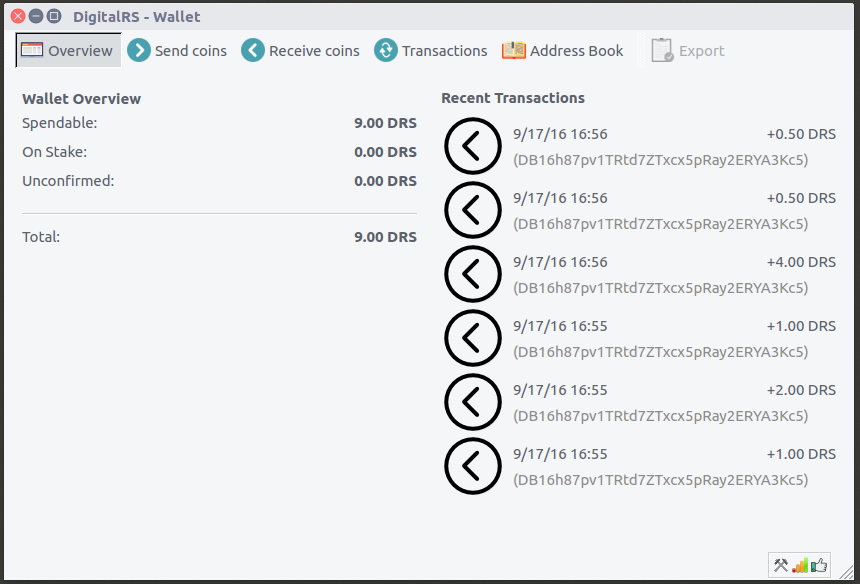 DigitalRS - Wallet
Overview Send coins Receive coins Transactions Address Book Export
Wallet Overview
Spendable: 9.00 DRS
On Stake: 0.00 DRS
Unconfirmed: 0.00 DRS
Total: 9.00 DRS
Recent Transactions
9/17/16 16:56 +0.50 DRS
(DB16h87pv1TRtd7ZTxcx5pRay2ERYA3Kc5)
9/17/16 16:56 +0.50 DRS
(DB16h87pv1TRtd7ZTxcx5pRay2ERYA3Kc5)
9/17/16 16:56 +4.00 DRS
(DB16h87pv1TRtd7ZTxcx5pRay2ERYA3Kc5)
9/17/16 16:55 +1.00 DRS
(DB16h87pv1TRtd7ZTxcx5pRay2ERYA3Kc5)
9/17/16 16:55 +2.00 DRS
(DB16h87pv1TRtd7ZTxcx5pRay2ERYA3Kc5)
9/17/16 16:55 +1.00 DRS
(DB16h87pv1TRtd7ZTxcx5pRay2ERYA3Kc5)